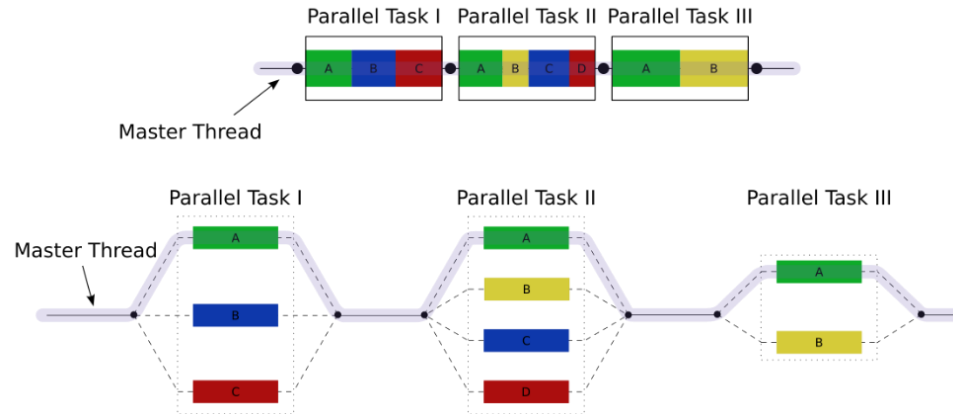 Parallel Task I Parallel Task II Parallel Task III
A B C A B C D A B
Master Thread
Parallel Task I Parallel Task II Parallel Task III
Master Thread
A A
A
B
B
C
B
C D